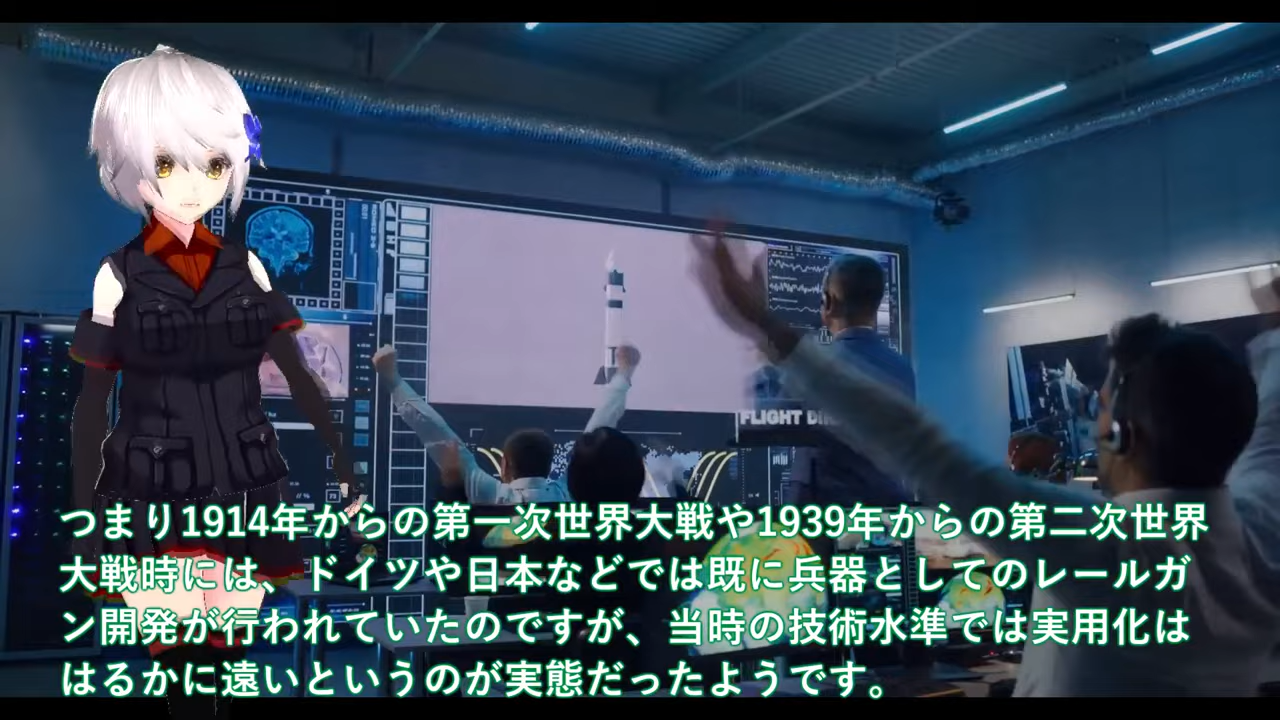 FLIGHT DIR
つまり1914年からの第一次世界大戦や1939年からの第二次世界
大戦時には、ドイツや日本などでは既に兵器としてのレールガ
ン開発が行われていたのですが、当時の技術水準では実用化は
はるかに遠いというのが実態だったようです。